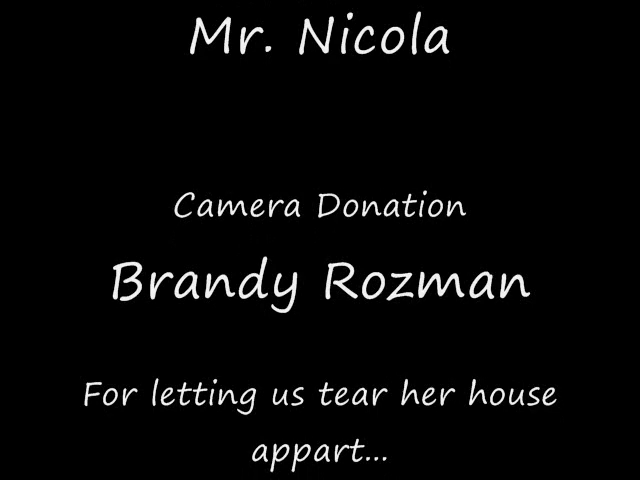 Mr. Nicola
Camera Donation
Brandy Rozman
For letting us tear her house
appart...